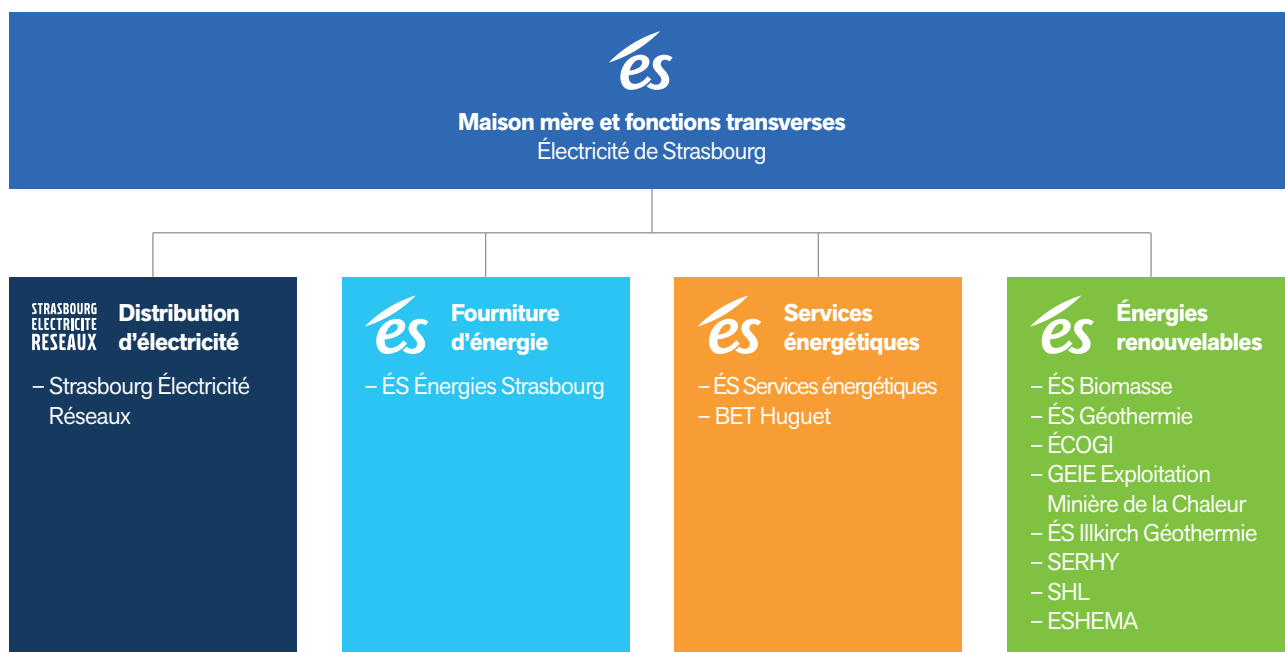 és
Maison mère et fonctions transverses
Électricité de Strasbourg
STRASBOURG
ELECTRICITE
RESEAUX
Distribution
d’électricité
– Strasbourg Électricité
Réseaux
és
Fourniture
d’énergie
– ÉS Énergies Strasbourg
és
Services
énergétiques
– ÉS Services énergétiques
– BET Huguet
és
Énergies
renouvelables
– ÉS Biomasse
– ÉS Géothermie
– ÉCOGI
– GEIE Exploitation
Minière de la Chaleur
– ÉS Illkirch Géothermie
– SERHY
– SHL
– ESHEMA